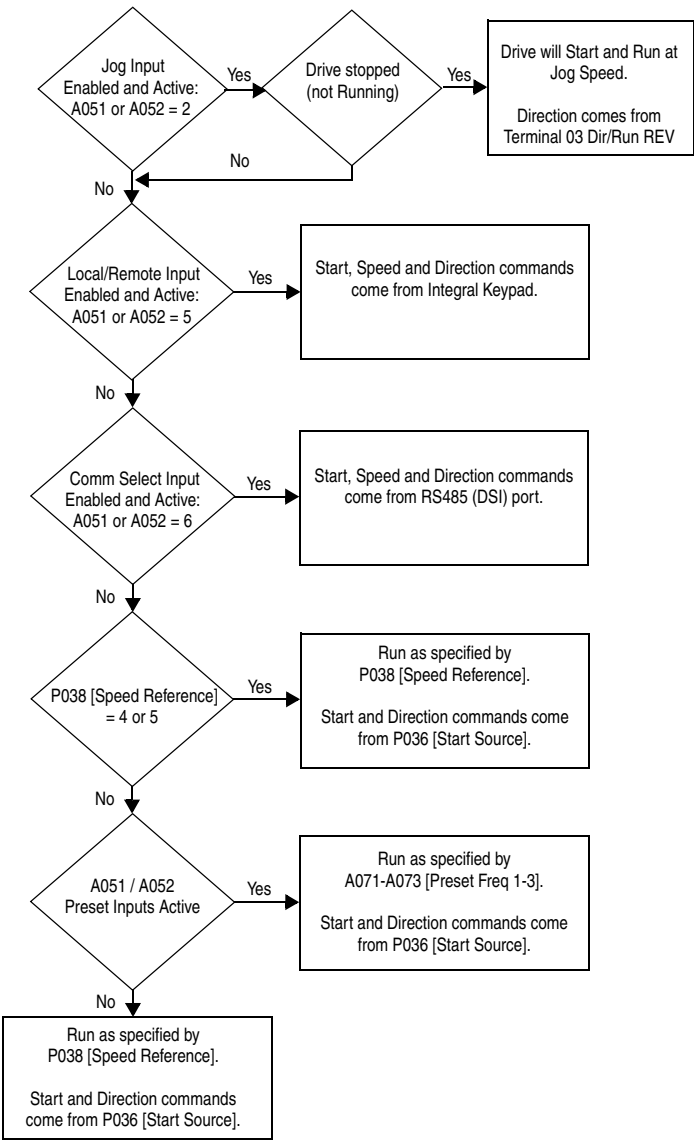 Jog Input
Enabled and Active:
A051 or A052 = 2
Yes
Drive stopped
(not Running)
Yes
Drive will Start and Run at
Jog Speed.
Direction comes from
Terminal 03 Dir/Run REV
No
No
Local/Remote Input
Enabled and Active:
A051 or A052 = 5
Yes
Start, Speed and Direction commands
come from Integral Keypad.
No
Comm Select Input
Enabled and Active:
A051 or A052 = 6
Yes
Start, Speed and Direction commands
come from RS485 (DSI) port.
No
P038 [Speed Reference]
= 4 or 5
Yes
Run as specified by
P038 [Speed Reference].
Start and Direction commands come
from P036 [Start Source].
No
A051 / A052
Preset Inputs Active
Yes
Run as specified by
A071-A073 [Preset Freq 1-3].
Start and Direction commands come
from P036 [Start Source].
No
Run as specified by
P038 [Speed Reference].
Start and Direction commands
come from P036 [Start Source].